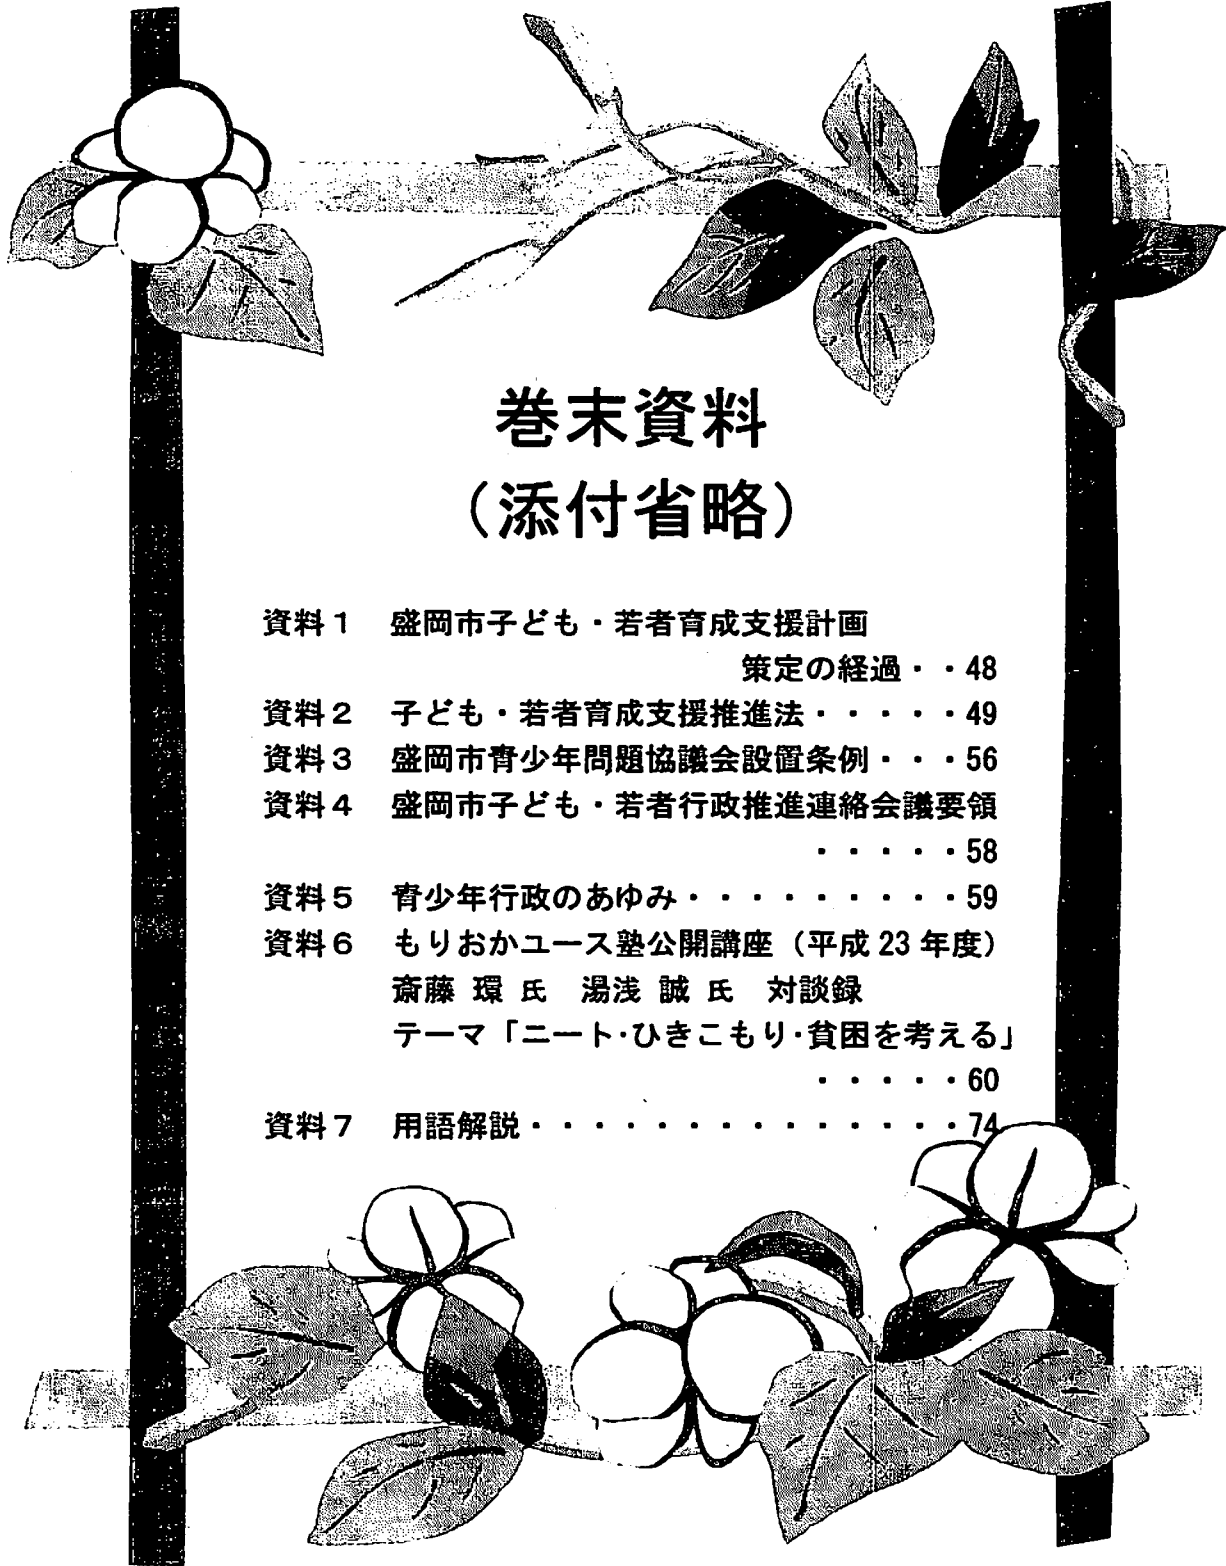 巻末資料
（添付省略）
資料１ 盛岡市子ども・若者育成支援計画
策定の経過・・48
資料２ 子ども・若者育成支援推進法・・・・・49
資料３ 盛岡市青少年問題協議会設置条例・・・56
資料４ 盛岡市子ども・若者行政推進連絡会議要領
・・・・・58
資料５ 青少年行政のあゆみ・・・・・・・・・59
資料６ もりおかユース塾公開講座（平成 23 年度）
斎藤 環 氏 湯浅 誠 氏 対談録
テーマ「ニート・ひきこもり・貧困を考える」
・・・・・60
資料７ 用語解説・・・・・・・・・・・・・・74